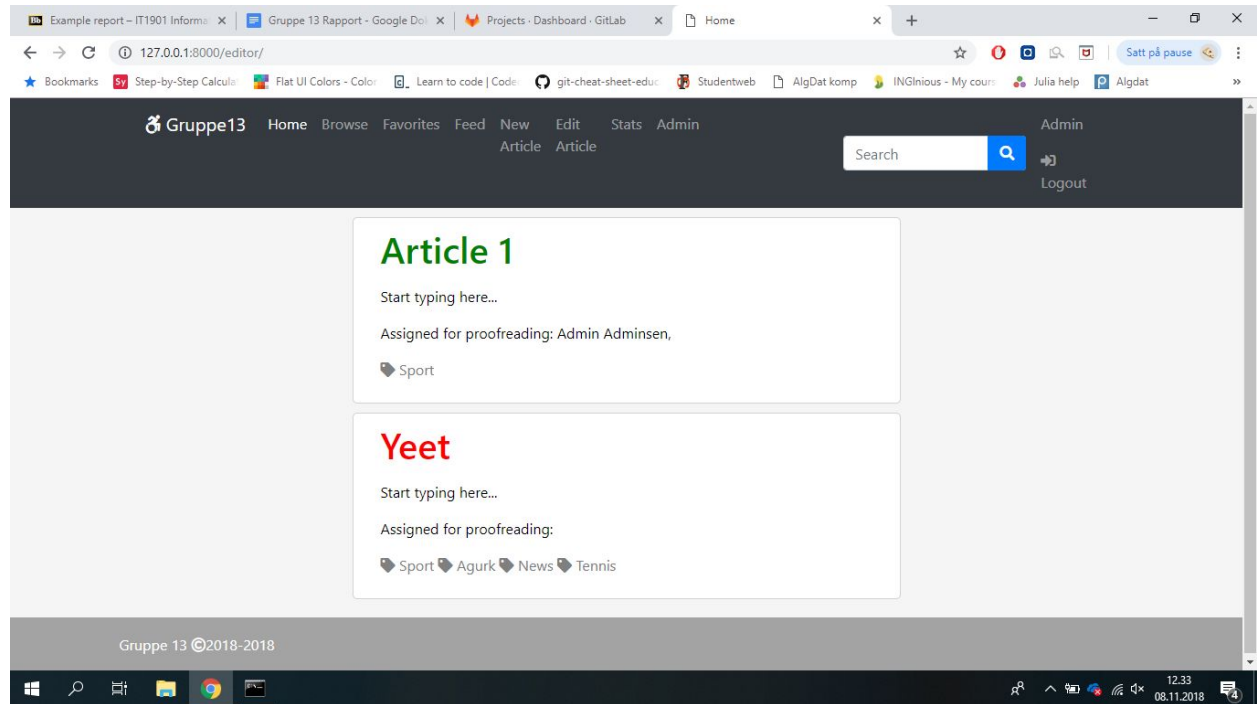 Example report – IT1901 Informa
Gruppe 13 Rapport - Google Do
Projects · Dashboard · GitLab
Home
127.0.0.1:8000/editor/
Satt på pause
Bookmarks Step-by-Step Calcula Flat UI Colors - Color Learn to code | Code git-cheat-sheet-educ Studentweb AlgDat komp INGInious - My cours Julia help Algdat »
Gruppe13 Home Browse Favorites Feed New Article Edit Article Stats Admin
Search
Admin
Logout
Article 1
Start typing here...
Assigned for proofreading: Admin Adminsen,
Sport
Yeet
Start typing here...
Assigned for proofreading:
Sport Agurk News Tennis
Gruppe 13 ©2018-2018
12.33
08.11.2018
4